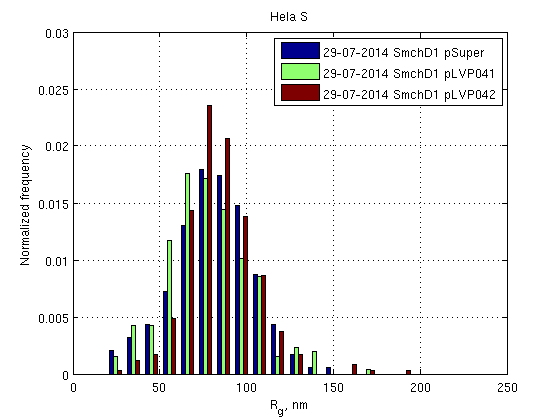 Hela S
0.03
0.025
0.02
0.015
0.01
0.005
0
Normalized frequency
29-07-2014 SmchD1 pSuper
29-07-2014 SmchD1 pLVP041
29-07-2014 SmchD1 pLVP042
0 50 100 150 200 250
Rg, nm